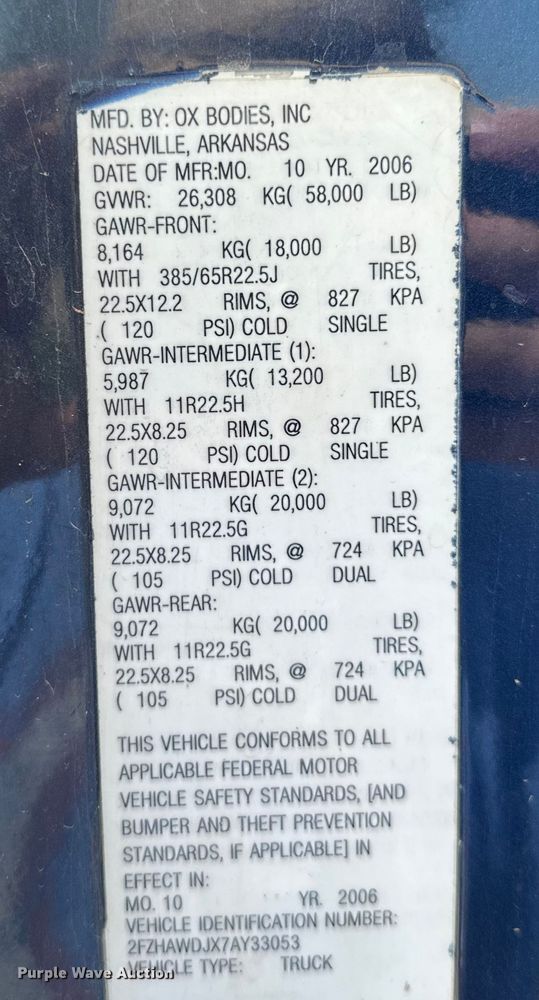 MFD. BY: OX BODIES, INC
NASHVILLE, ARKANSAS
DATE OF MFR:MO. 10 YR. 2006
GVWR: 26,308 KG( 58,000 LB)
GAWR-FRONT:
8,164 KG( 18,000 LB)
WITH 385/65R22.5J TIRES,
22.5X12.2 RIMS, @ 827 KPA
( 120 PSI) COLD SINGLE
GAWR-INTERMEDIATE (1):
5,987 KG( 13,200 LB)
WITH 11R22.5H TIRES,
22.5X8.25 RIMS, @ 827 KPA
( 120 PSI) COLD SINGLE
GAWR-INTERMEDIATE (2):
9,072 KG( 20,000 LB)
WITH 11R22.5G TIRES,
22.5X8.25 RIMS, @ 724 KPA
( 105 PSI) COLD DUAL
GAWR-REAR:
9,072 KG( 20,000 LB)
WITH 11R22.5G TIRES,
22.5X8.25 RIMS, @ 724 KPA
( 105 PSI) COLD DUAL
THIS VEHICLE CONFORMS TO ALL
APPLICABLE FEDERAL MOTOR
VEHICLE SAFETY STANDARDS, [AND
BUMPER AND THEFT PREVENTION
STANDARDS, IF APPLICABLE] IN
EFFECT IN:
MO. 10 YR. 2006
VEHICLE IDENTIFICATION NUMBER:
2FZHAWDJX7AY33053
VEHICLE TYPE: TRUCK
Purple Wave Auction